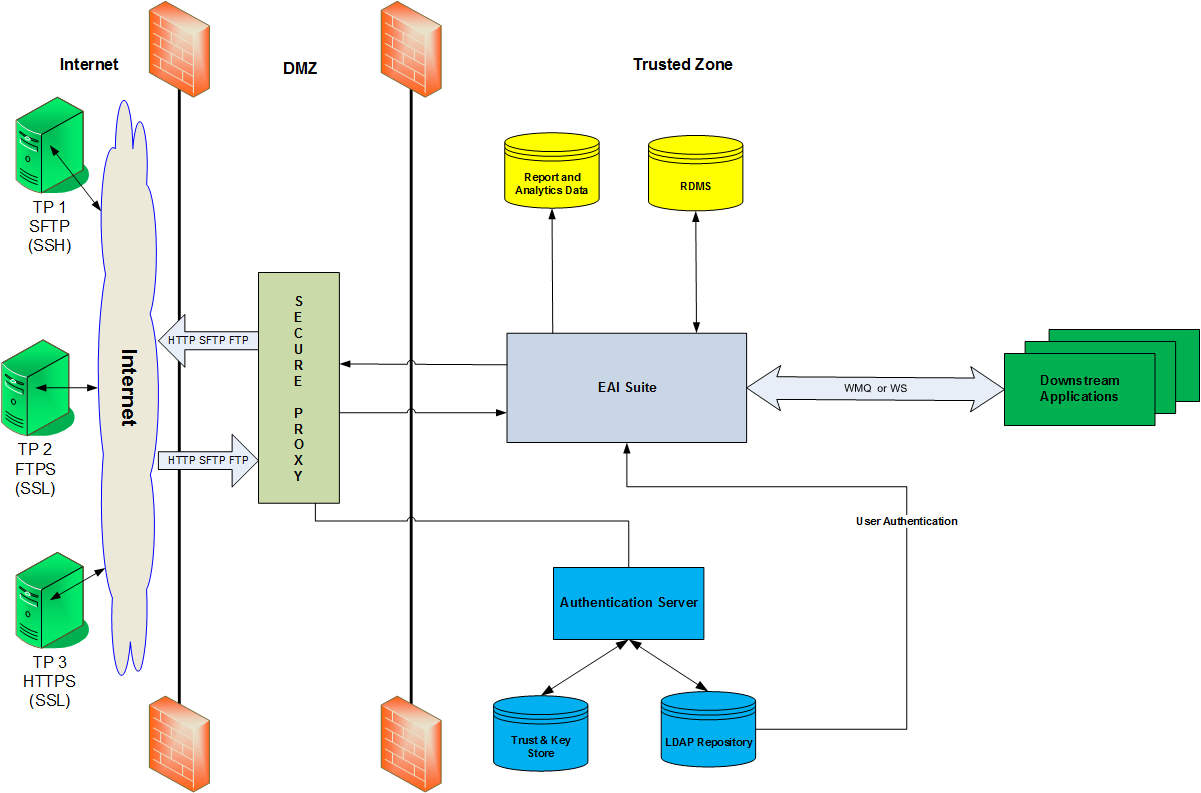 Internet
DMZ
Trusted Zone
TP 1
SFTP
(SSH)
TP 2
FTPS
(SSL)
TP 3
HTTPS
(SSL)
Internet
HTTP SFTP FTP
HTTP SFTP FTP
SECURE PROXY
Report and
Analytics Data
RDMS
EAI Suite
WMQ or WS
Downstream
Applications
User Authentication
Authentication Server
Trust & Key
Store
LDAP Repository